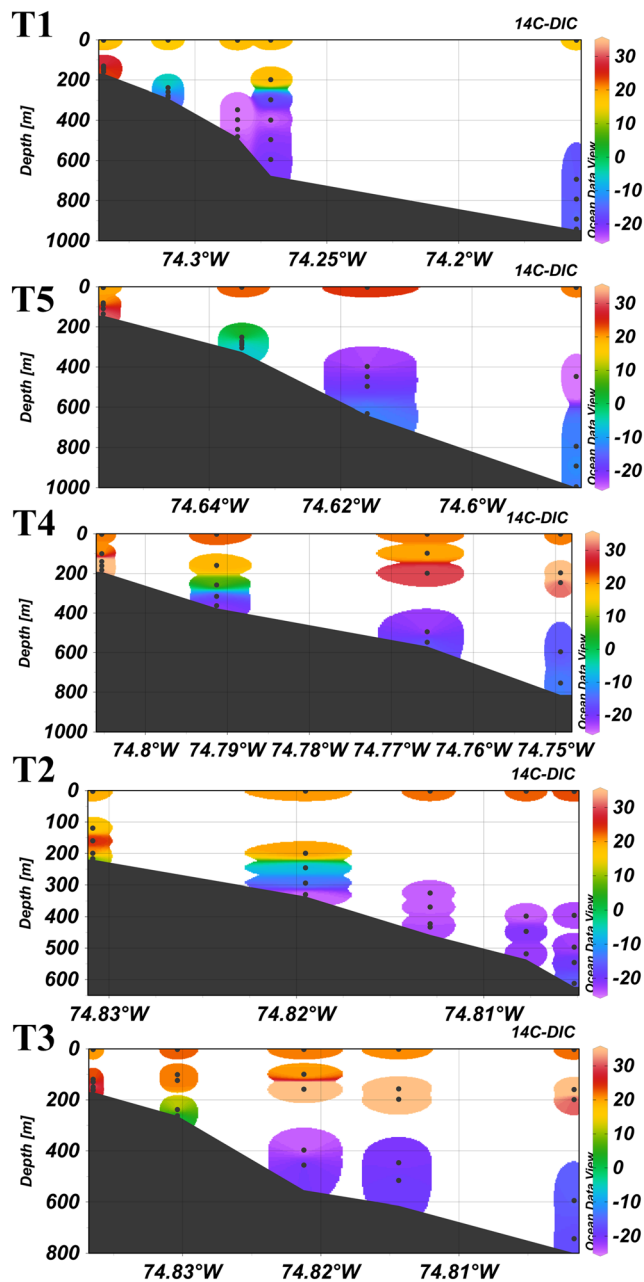 T1
14C-DIC
0
200
400
600
800
1000
Depth [m]
74.3°W
74.25°W
74.2°W
30
20
10
0
-10
-20
Ocean Data View
T5
14C-DIC
0
200
400
600
800
1000
Depth [m]
74.64°W
74.62°W
74.6°W
30
20
10
0
-10
-20
Ocean Data View
T4
14C-DIC
0
200
400
600
800
1000
Depth [m]
74.8°W
74.79°W
74.78°W
74.77°W
74.76°W
74.75°W
30
20
10
0
-10
-20
Ocean Data View
T2
14C-DIC
0
100
200
300
400
500
600
Depth [m]
74.83°W
74.82°W
74.81°W
30
20
10
0
-10
-20
Ocean Data View
T3
14C-DIC
0
200
400
600
800
Depth [m]
74.83°W
74.82°W
74.81°W
30
20
10
0
-10
-20
Ocean Data View